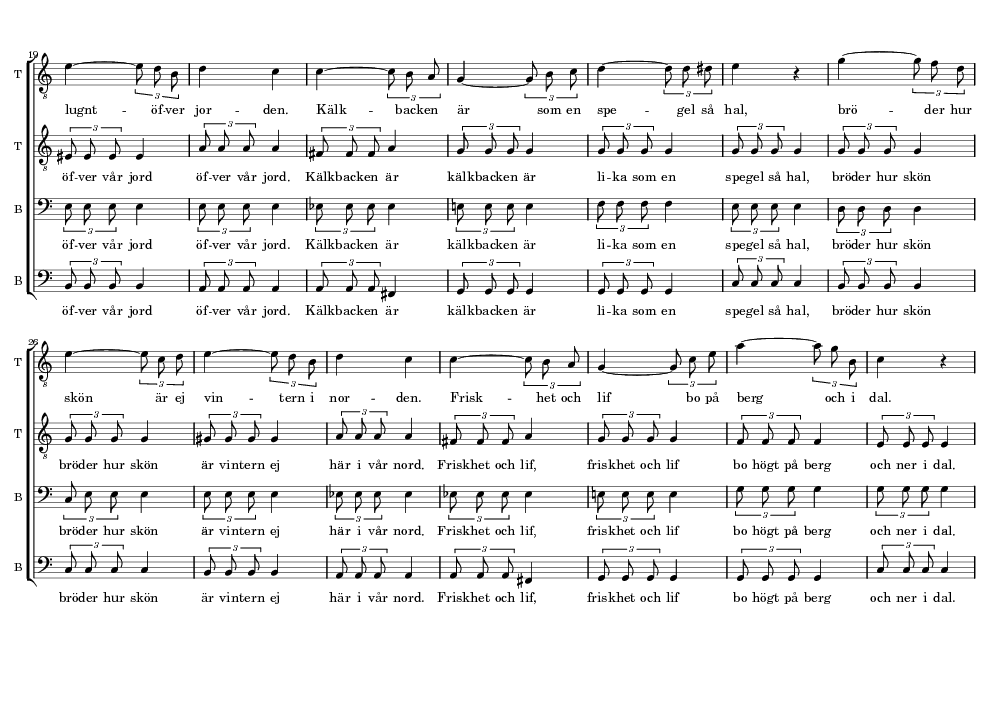 19
T
lugnt -- öf-ver jor -- den. Kälk -- backen är som en spe -- gel så hal, brö -- der hur
T
öf-ver vår jord öf-ver vår jord. Kälkbacken är kälkbacken är li-ka som en spegel så hal, bröder hur skön
B
öf-ver vår jord öf-ver vår jord. Kälkbacken är kälkbacken är li-ka som en spegel så hal, bröder hur skön
B
öf-ver vår jord öf-ver vår jord. Kälkbacken är kälkbacken är li-ka som en spegel så hal, bröder hur skön
26
T
skön är ej vin -- tern i nor -- den. Frisk -- het och lif bo på berg och i dal.
T
bröder hur skön är vintern ej här i vår nord. Friskhet och lif, friskhet och lif bo högt på berg och ner i dal.
B
bröder hur skön är vintern ej här i vår nord. Friskhet och lif, friskhet och lif bo högt på berg och ner i dal.
B
bröder hur skön är vintern ej här i vår nord. Friskhet och lif, friskhet och lif bo högt på berg och ner i dal.